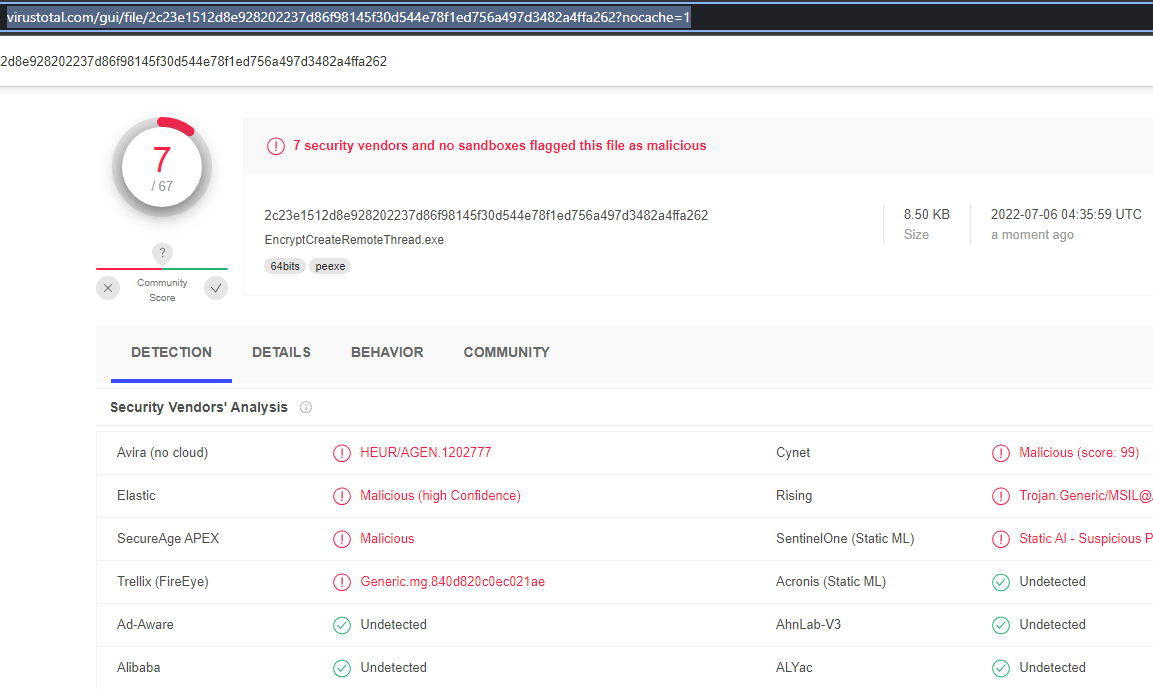 virustotal.com/gui/file/2c23e1512d8e928202237d86f98145f30d544e78f1ed756a497d3482a4ffa262?nocache=1
2d8e928202237d86f98145f30d544e78f1ed756a497d3482a4ffa262
7
/ 67
?
Community
Score
7 security vendors and no sandboxes flagged this file as malicious
2c23e1512d8e928202237d86f98145f30d544e78f1ed756a497d3482a4ffa262
EncryptCreateRemoteThread.exe
64bits peexe
8.50 KB
Size
2022-07-06 04:35:59 UTC
a moment ago
DETECTION DETAILS BEHAVIOR COMMUNITY
Security Vendors' Analysis
Avira (no cloud) HEUR/AGEN.1202777 Cynet Malicious (score: 99)
Elastic Malicious (high Confidence) Rising Trojan.Generic/MSIL@
SecureAge APEX Malicious SentinelOne (Static ML) Static AI - Suspicious P
Trellix (FireEye) Generic.mg.840d820c0ec021ae Acronis (Static ML) Undetected
Ad-Aware Undetected AhnLab-V3 Undetected
Alibaba Undetected ALYac Undetected